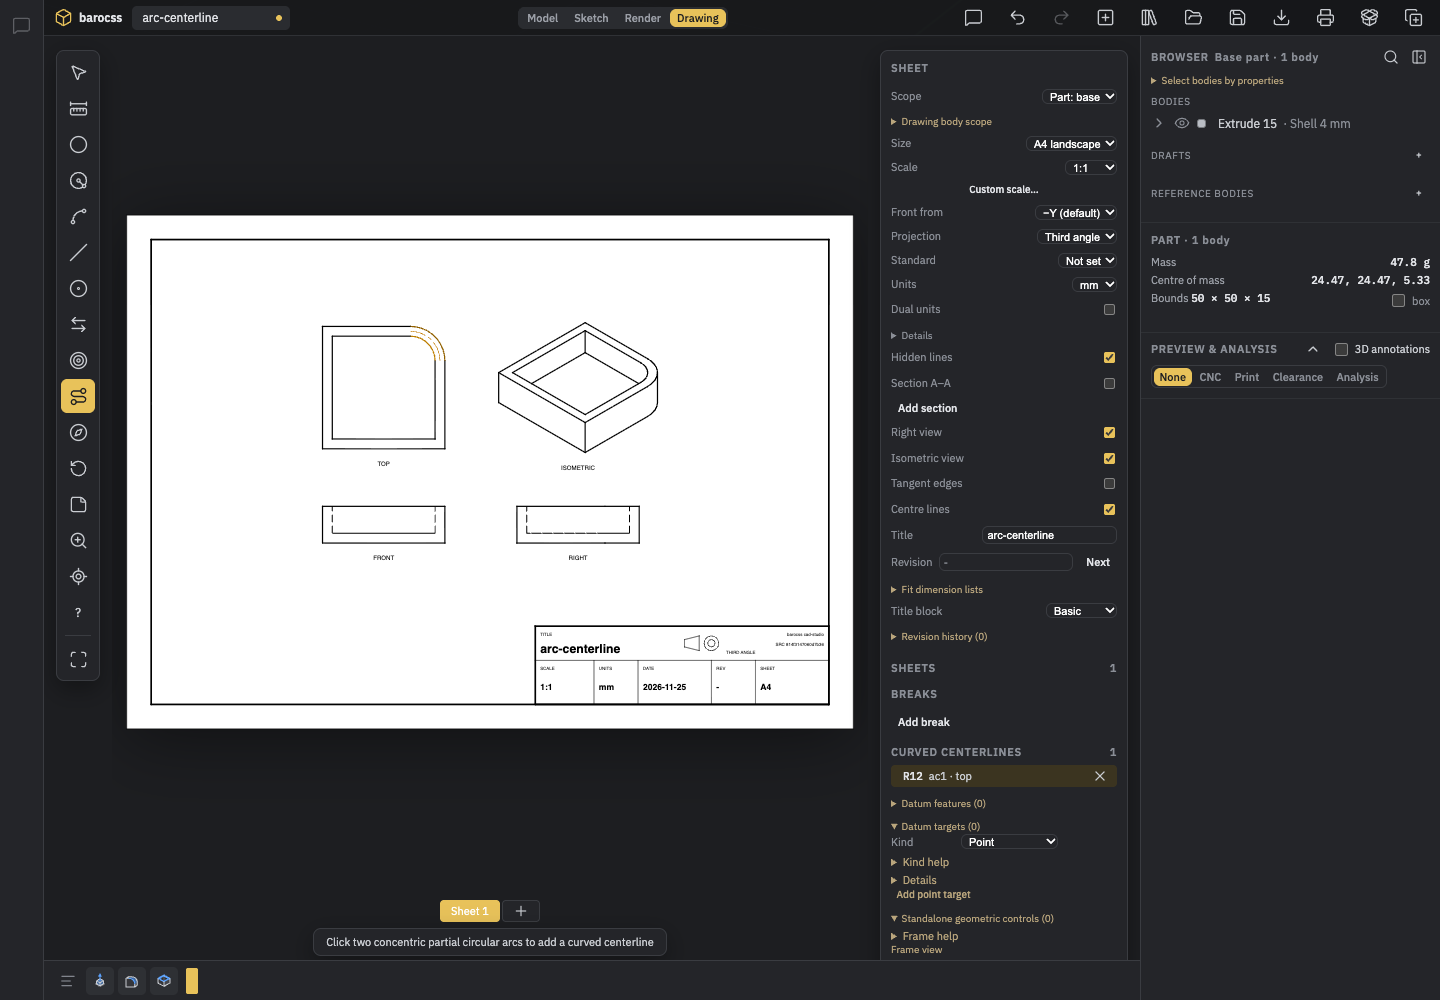 barocss
arc-centerline
Model
Sketch
Render
Drawing
SHEET
Scope
Part: base
Drawing body scope
Size
A4 landscape
Scale
1:1
Custom scale...
Front from
−Y (default)
Projection
Third angle
Standard
Not set
Units
mm
Dual units
Details
Hidden lines
Section A–A
Add section
Right view
Isometric view
Tangent edges
Centre lines
Title
arc-centerline
Revision
-
Next
Fit dimension lists
Title block
Basic
Revision history (0)
SHEETS 1
BREAKS
Add break
CURVED CENTERLINES 1
R12 ac1 · top
Datum features (0)
Datum targets (0)
Kind
Point
Kind help
Details
Add point target
Standalone geometric controls (0)
Frame help
Frame view
BROWSER Base part · 1 body
Select bodies by properties
BODIES
Extrude 15 · Shell 4 mm
DRAFTS
REFERENCE BODIES
PART · 1 body
Mass 47.8 g
Centre of mass 24.47, 24.47, 5.33
Bounds 50 × 50 × 15
box
PREVIEW & ANALYSIS
3D annotations
None
CNC
Print
Clearance
Analysis
TOP
ISOMETRIC
FRONT
RIGHT
TITLE
arc-centerline
THIRD ANGLE
barocss cad-studio
SCALE
1:1
UNITS
mm
DATE
2026-11-25
REV
-
SHEET
A4
Sheet 1
Click two concentric partial circular arcs to add a curved centerline
?